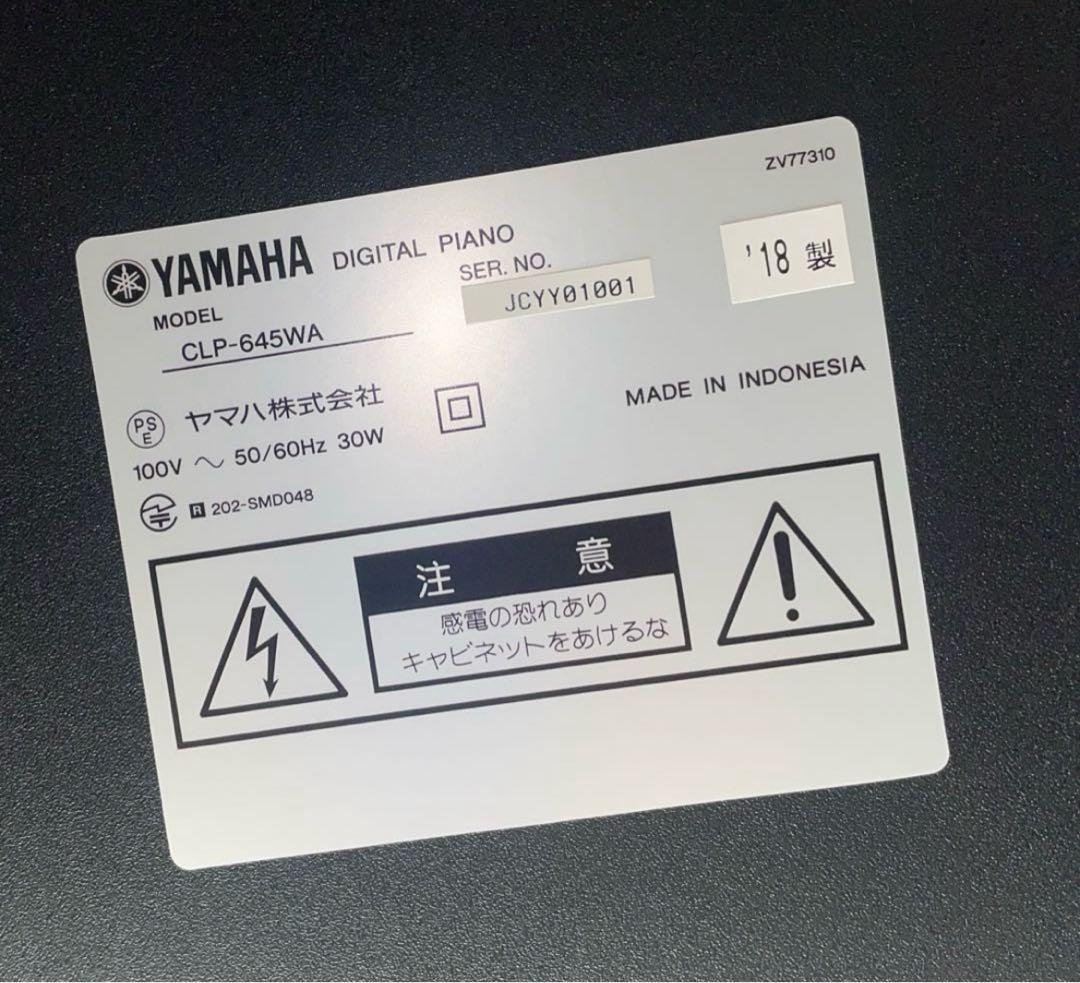 ZV77310
YAMAHA DIGITAL PIANO
'18 製
SER. NO.
JCYY01001
MODEL
CLP-645WA
MADE IN INDONESIA
PS
E
ヤマハ株式会社
100V ～ 50/60Hz 30W
R 202-SMD048
注意
感電の恐れあり
キャビネットをあけるな